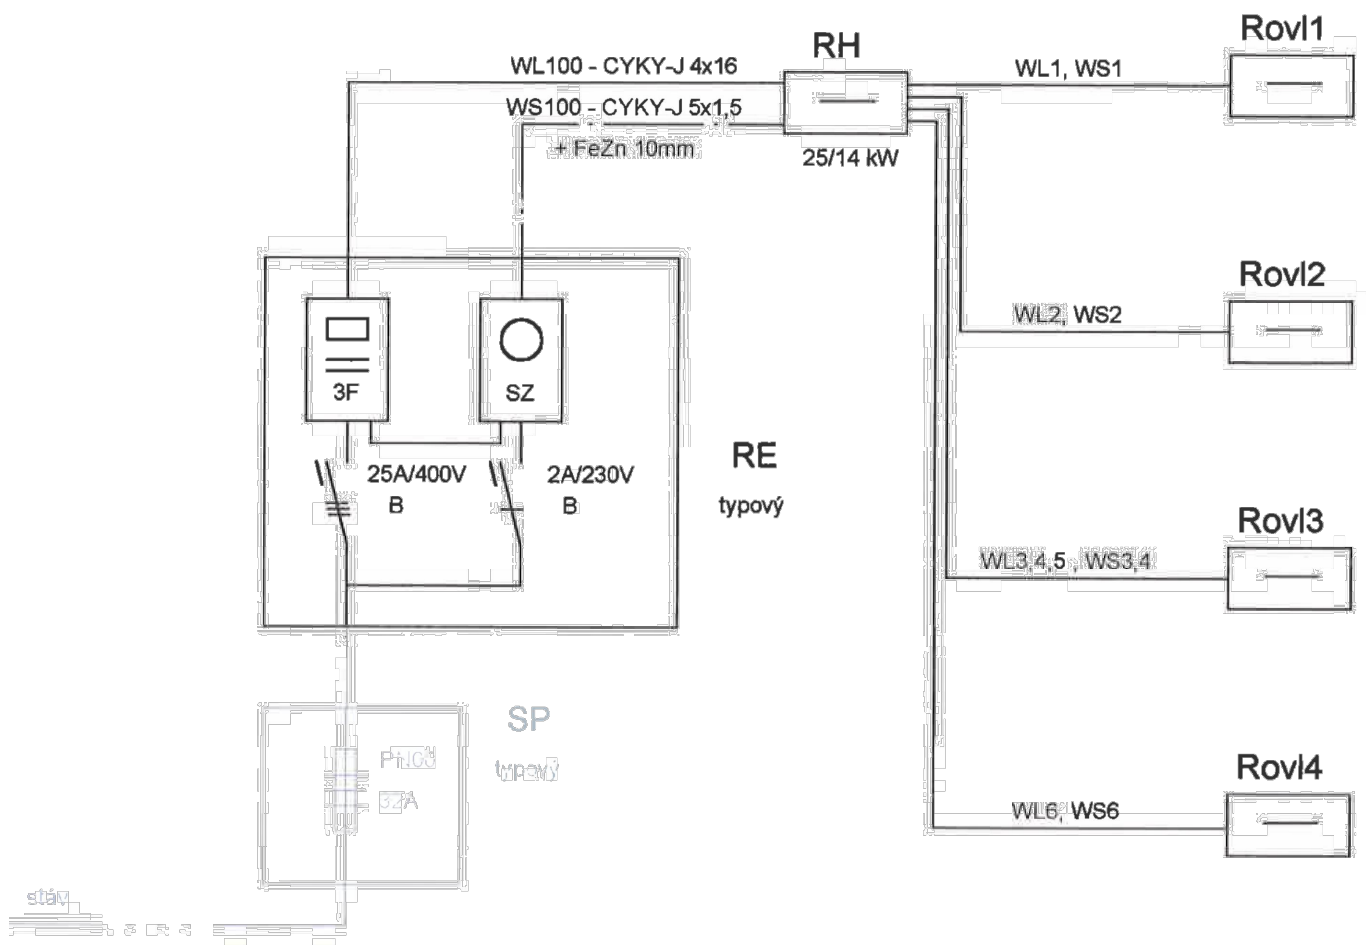 Rovl1
RH
WL100 - CYKY-J 4x16
WL1, WS1
WS100 - CYKY-J 5x1,5
+ FeZn 10mm
25/14 kW
Rovl2
WL2, WS2
3F
SZ
RE
25A/400V
2A/230V
B
B
typový
Rovl3
WL3,4,5 , WS3,4
SP
typový
32A
Rovl4
WL6, WS6
stáv